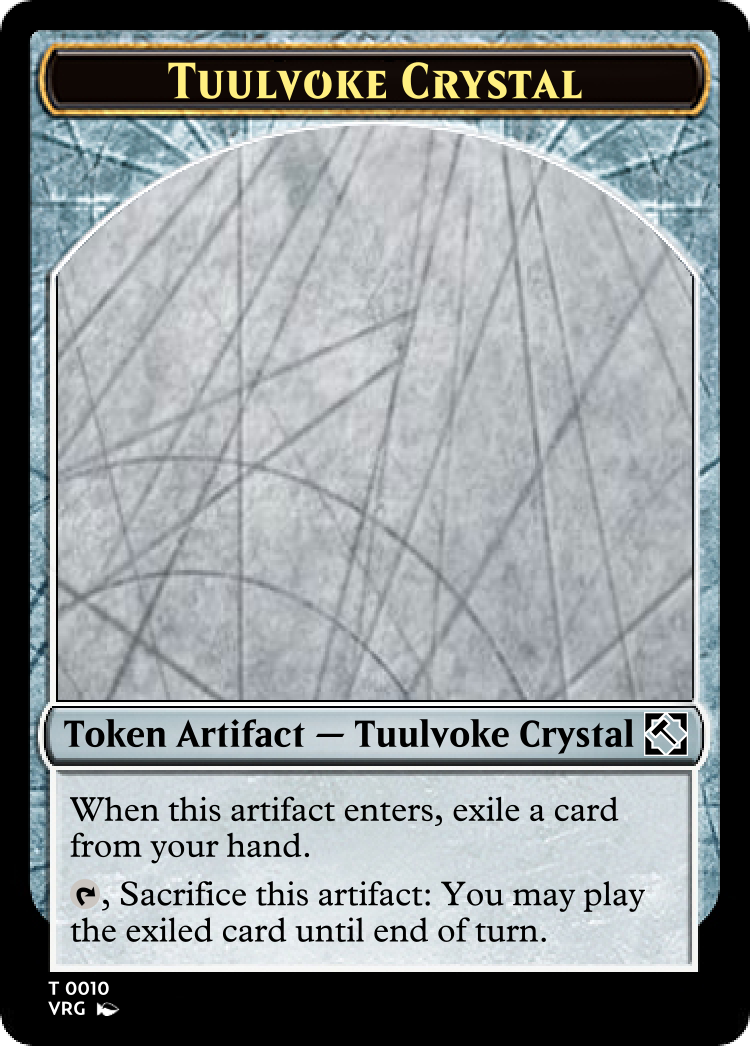 Tuulvoke Crystal
Token Artifact — Tuulvoke Crystal
When this artifact enters, exile a card
from your hand.
, Sacrifice this artifact: You may play
the exiled card until end of turn.
T 0010
VRG